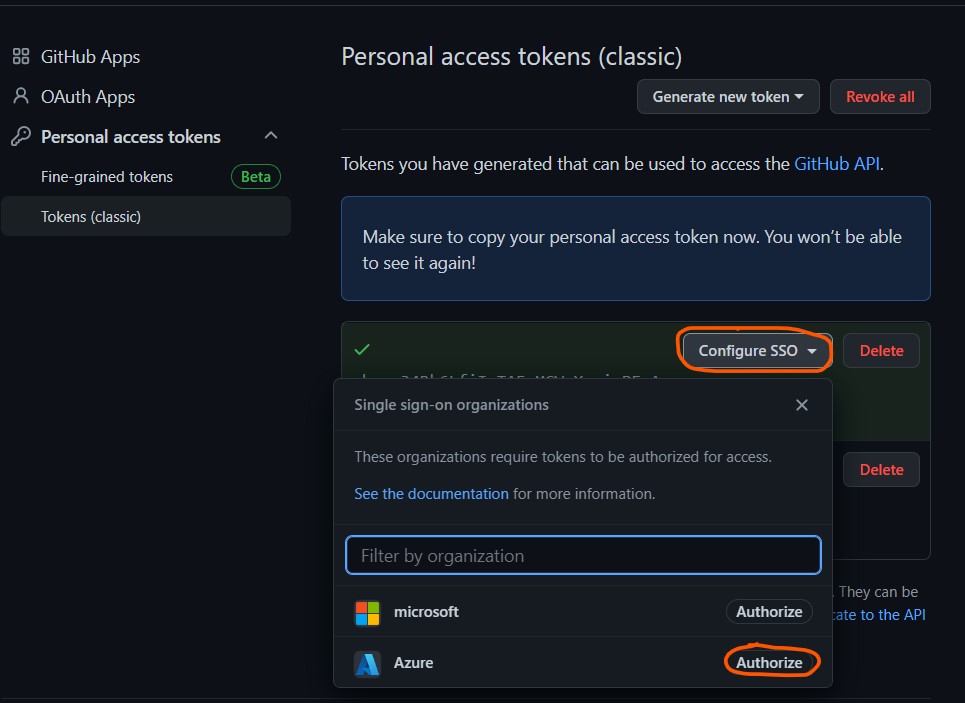 GitHub Apps
OAuth Apps
Personal access tokens
Fine-grained tokens
Beta
Tokens (classic)
Personal access tokens (classic)
Generate new token
Revoke all
Tokens you have generated that can be used to access the GitHub API.
Make sure to copy your personal access token now. You won’t be able
to see it again!
Configure SSO
Delete
Single sign-on organizations
These organizations require tokens to be authorized for access.
See the documentation for more information.
Delete
Filter by organization
microsoft
Authorize
. They can be
cate to the API
Azure
Authorize